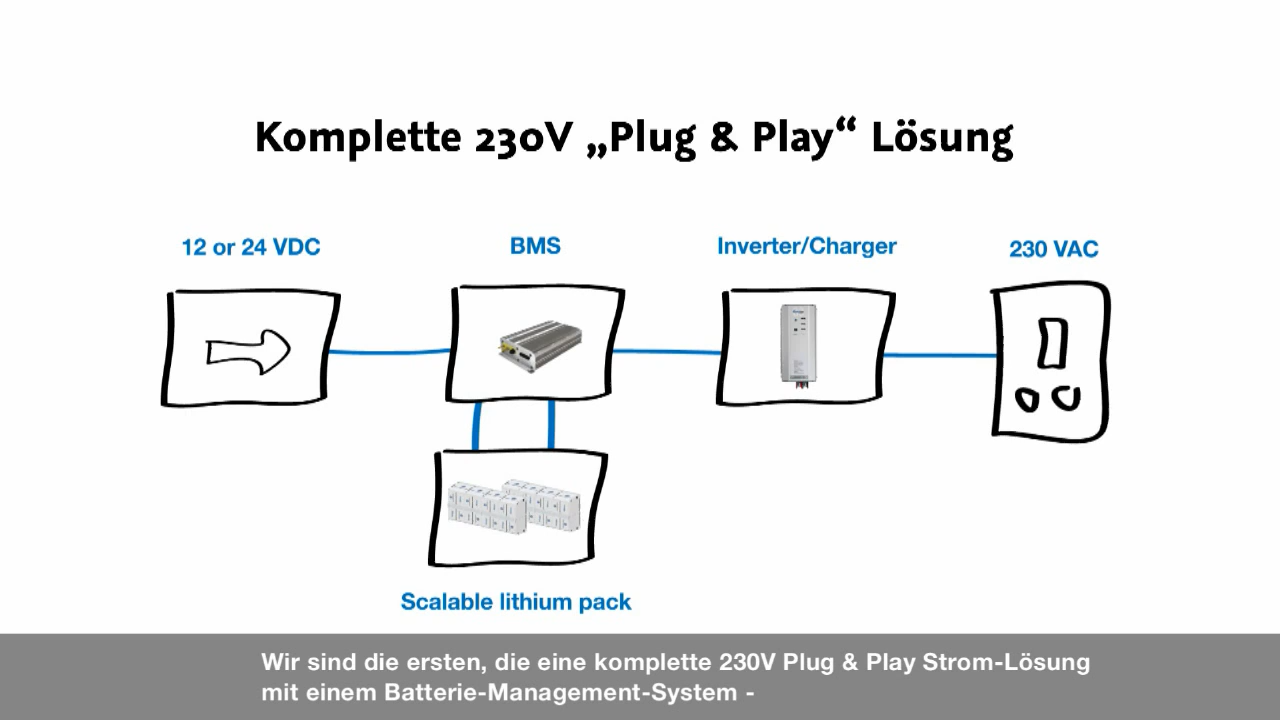 Komplette 230V „Plug & Play“ Lösung
12 or 24 VDC
BMS
Inverter/Charger
230 VAC
Scalable lithium pack
Wir sind die ersten, die eine komplette 230V Plug & Play Strom-Lösung
mit einem Batterie-Management-System -